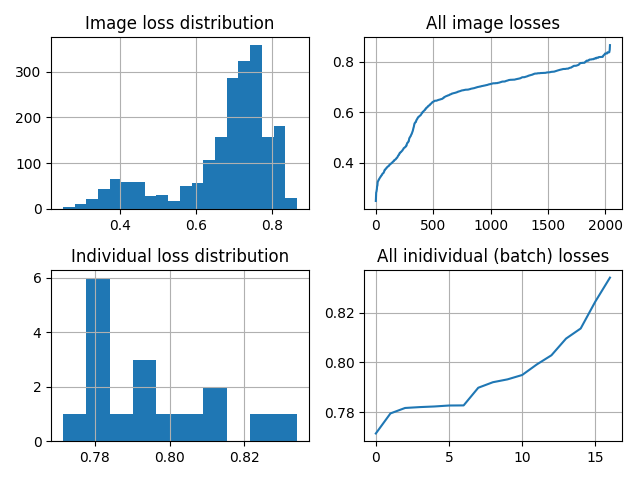 Image loss distribution
300
200
100
0
0.4 0.6 0.8
All image losses
0.8
0.6
0.4
0 500 1000 1500 2000
Individual loss distribution
6
4
2
0
0.78 0.80 0.82
All inidividual (batch) losses
0.82
0.80
0.78
0 5 10 15